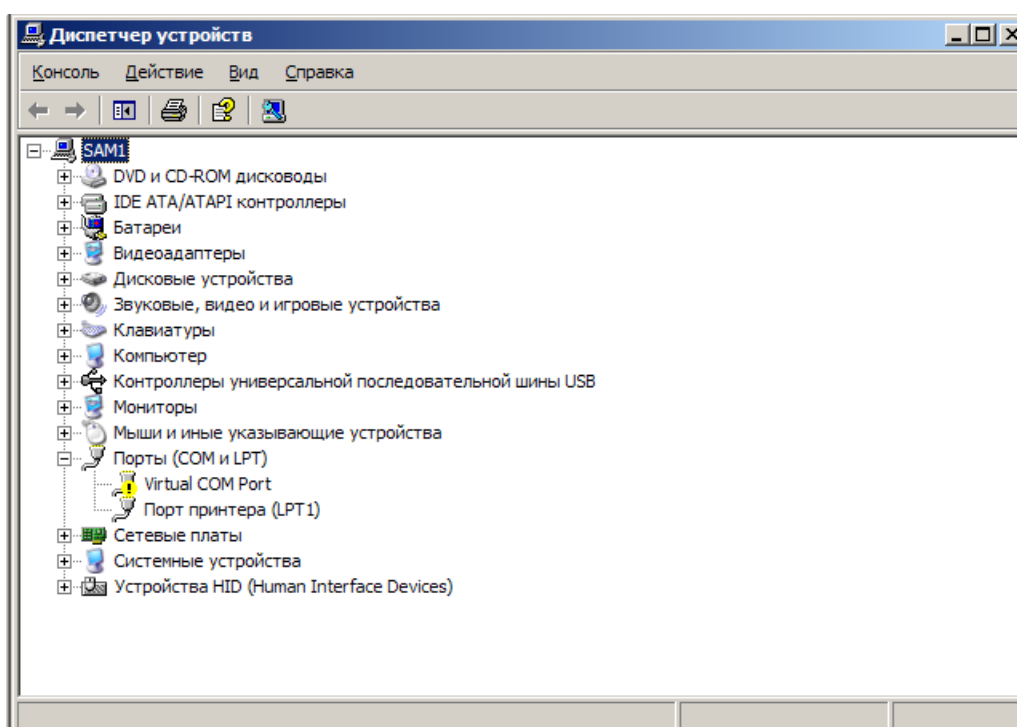 Диспетчер устройств
Консоль Действие Вид Справка
SAM1
DVD и CD-ROM дисководы
IDE ATA/ATAPI контроллеры
Батареи
Видеоадаптеры
Дисковые устройства
Звуковые, видео и игровые устройства
Клавиатуры
Компьютер
Контроллеры универсальной последовательной шины USB
Мониторы
Мыши и иные указывающие устройства
Порты (COM и LPT)
Virtual COM Port
Порт принтера (LPT1)
Сетевые платы
Системные устройства
Устройства HID (Human Interface Devices)